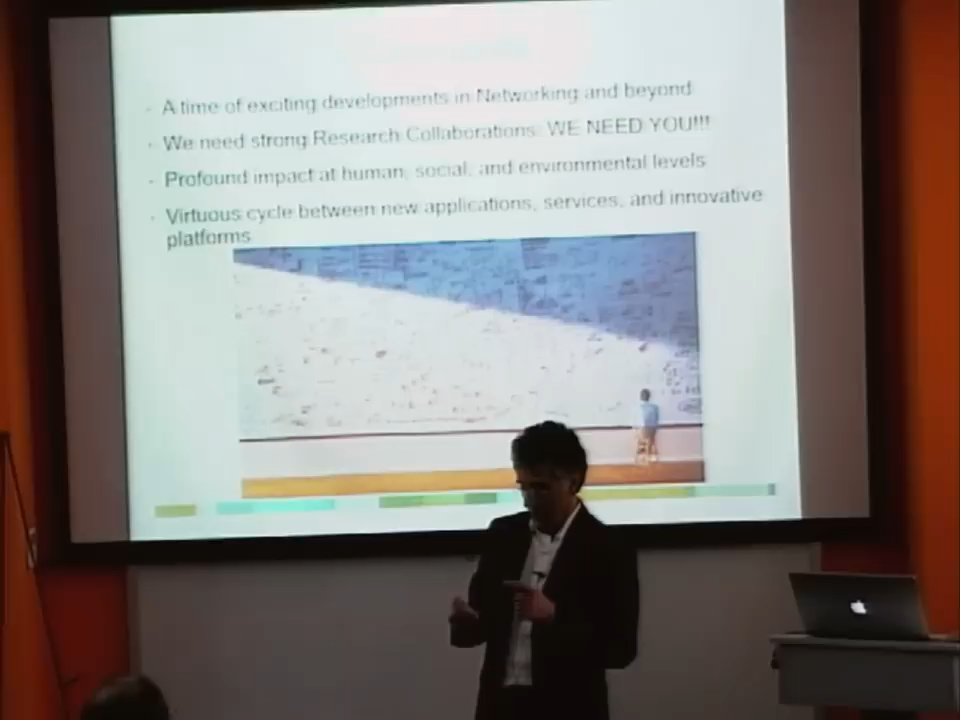 - A time of exciting developments in Networking and beyond
- We need strong Research Collaborations: WE NEED YOU!!!
- Profound impact at human, social, and environmental levels
- Virtuous cycle between new applications, services, and innovative
platforms